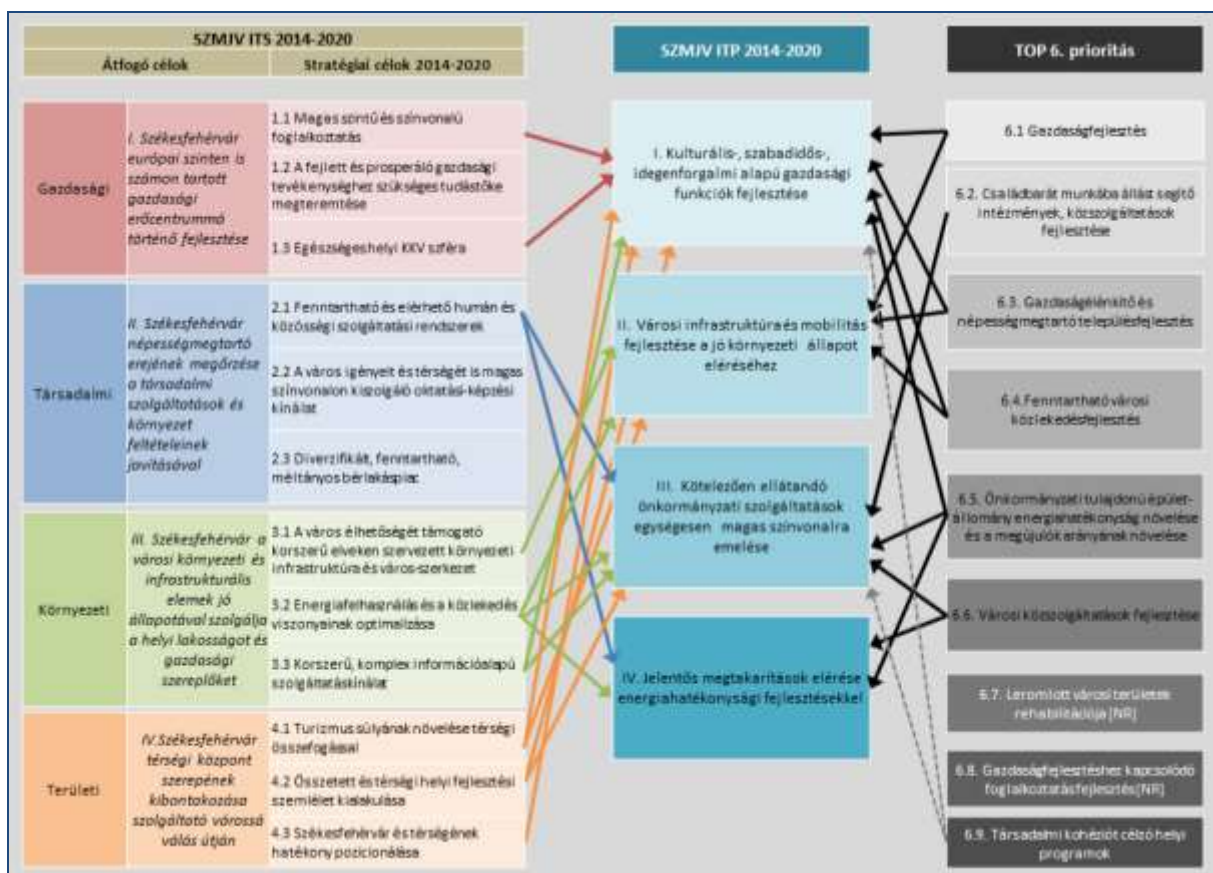 SZMJV ITS 2014-2020
Átfogó célok
Stratégiai célok 2014-2020
Gazdasági
I. Székesfehérvár
európai szinten is
számon tartott
gazdasági
erőcentrummá
történő fejlesztése
1.1 Magas szintű és színvonalú
foglalkoztatás
1.2 A fejlett és prosperáló gazdasági
tevékenységhez szükséges tudástőke
megteremtése
1.3 Egészséges helyi KKV szféra
Társadalmi
II. Székesfehérvár
népességmegtartó
erejének megőrzése
a társadalmi
szolgáltatások és
környezet
feltételeinek
javításával
2.1 Fenntartható és elérhető humán és
közösségi szolgáltatási rendszerek
2.2 A város igényeit és térségét is magas
színvonalon kiszolgáló oktatási-képzési
kínálat
2.3 Diverzifikált, fenntartható,
méltányos bérlakáspiac
Környezeti
III. Székesfehérvár a
városi környezeti és
infrastrukturális
elemek jó
állapotával szolgálja
a helyi lakosságot és
gazdasági
szereplőket
3.1 A város élhetőségét támogató
korszerű elveken szervezett környezeti
infrastruktúra és város-szerkezet
3.2 Energiafelhasználás és a közlekedés
viszonyainak optimalizása
3.3 Korszerű, komplex információalapú
szolgáltatáskínálat
Területi
IV.Székesfehérvár
térségi központ
szerepének
kibontakozása
szolgáltató várossá
válás útján
4.1 Turizmus súlyának növelése térségi
összefogással
4.2 Összetett és térségi helyi fejlesztési
szemlélet kialakulása
4.3 Székesfehérvár és térségének
hatékony pozicionálása
SZMJV ITP 2014-2020
I. Kulturális-, szabadidős-,
idegenforgalmi alapú gazdasági
funkciók fejlesztése
II. Városi infrastruktúra és mobilitás
fejlesztése a jó környezeti állapot
eléréséhez
III. Kötelezően ellátandó
önkormányzati szolgáltatások
egységesen magas színvonalra
emelése
IV. Jelentős megtakarítások elérése
energiahatékonysági fejlesztésekkel
TOP 6. prioritás
6.1 Gazdaságfejlesztés
6.2. Családbarát munkába állást segítő
intézmények, közszolgáltatások
fejlesztése
6.3. Gazdaságélénkítő és
népességmegtartó településfejlesztés
6.4.Fenntartható városi
közlekedésfejlesztés
6.5. Önkormányzati tulajdonú épület-
állomány energiahatékonyság növelése
és a megújulók arányának növelése
6.6. Városi közszolgáltatások fejlesztése
6.7. Leromlott városi területek
rehabilitációja [NR]
6.8. Gazdaságfejlesztéshez kapcsolódó
foglalkoztatásfejlesztés[NR]
6.9. Társadalmi kohéziót célzó helyi
programok